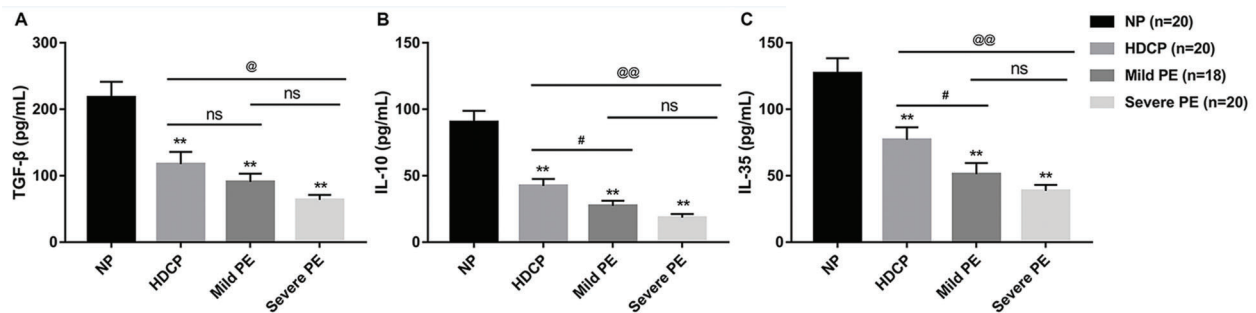 A
TGF-β (pg/mL)
300
200
100
0
@
ns
ns
**
**
**
NP
HDCP
Mild PE
Severe PE
B
IL-10 (pg/mL)
150
100
50
0
@@
ns
#
**
**
**
NP
HDCP
Mild PE
Severe PE
C
IL-35 (pg/mL)
150
100
50
0
@@
ns
#
**
**
**
NP
HDCP
Mild PE
Severe PE
NP (n=20)
HDCP (n=20)
Mild PE (n=18)
Severe PE (n=20)